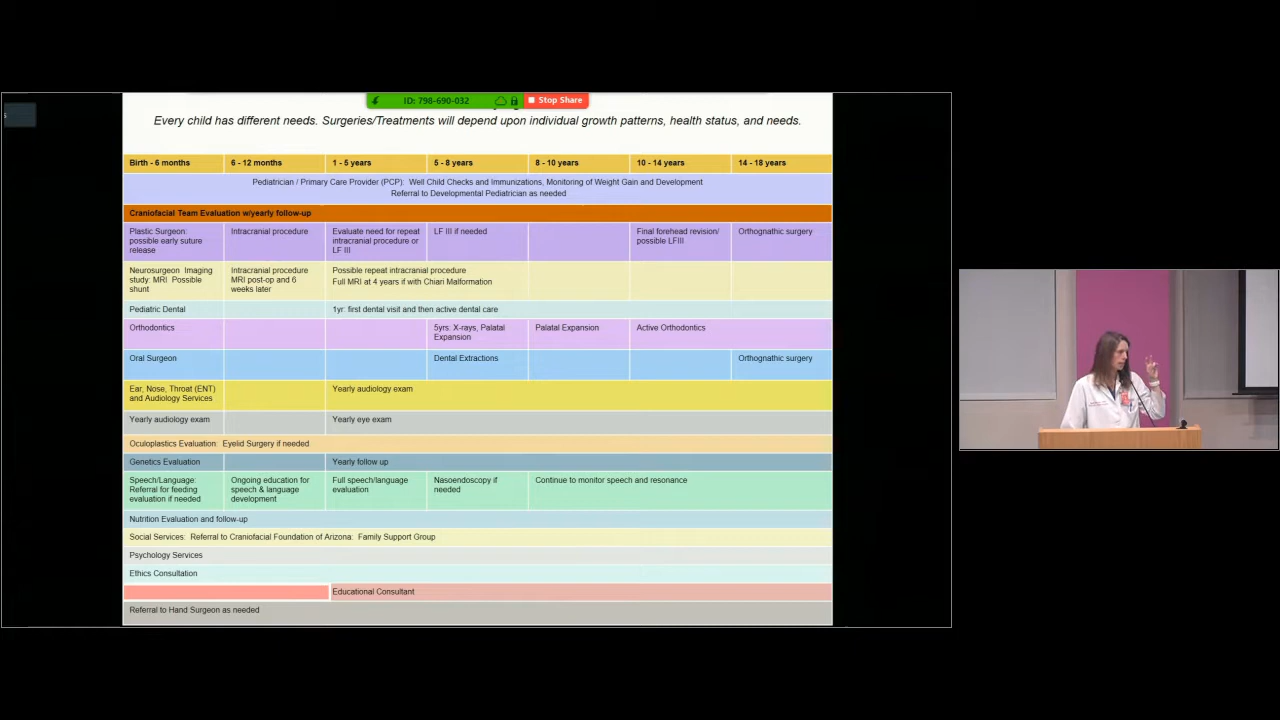 ID: 798-690-032
Stop Share
Every child has different needs. Surgeries/Treatments will depend upon individual growth patterns, health status, and needs.
Birth - 6 months
6 - 12 months
1 - 5 years
5 - 8 years
8 - 10 years
10 - 14 years
14 - 18 years
Pediatrician / Primary Care Provider (PCP): Well Child Checks and Immunizations, Monitoring of Weight Gain and Development
Referral to Developmental Pediatrician as needed
Craniofacial Team Evaluation w/yearly follow-up
Plastic Surgeon:
possible early suture
release
Intracranial procedure
Evaluate need for repeat
intracranial procedure or
LF III
LF III if needed
Final forehead revision/
possible LFIII
Orthognathic surgery
Neurosurgeon Imaging
study: MRI Possible
shunt
Intracranial procedure
MRI post-op and 6
weeks later
Possible repeat intracranial procedure
Full MRI at 4 years if with Chiari Malformation
Pediatric Dental
1yr: first dental visit and then active dental care
Orthodontics
5yrs: X-rays, Palatal
Expansion
Palatal Expansion
Active Orthodontics
Oral Surgeon
Dental Extractions
Orthognathic surgery
Ear, Nose, Throat (ENT)
and Audiology Services
Yearly audiology exam
Yearly audiology exam
Yearly eye exam
Oculoplastics Evaluation: Eyelid Surgery if needed
Genetics Evaluation
Yearly follow up
Speech/Language:
Referral for feeding
evaluation if needed
Ongoing education for
speech & language
development
Full speech/language
evaluation
Nasoendoscopy if
needed
Continue to monitor speech and resonance
Nutrition Evaluation and follow-up
Social Services: Referral to Craniofacial Foundation of Arizona: Family Support Group
Psychology Services
Ethics Consultation
Educational Consultant
Referral to Hand Surgeon as needed